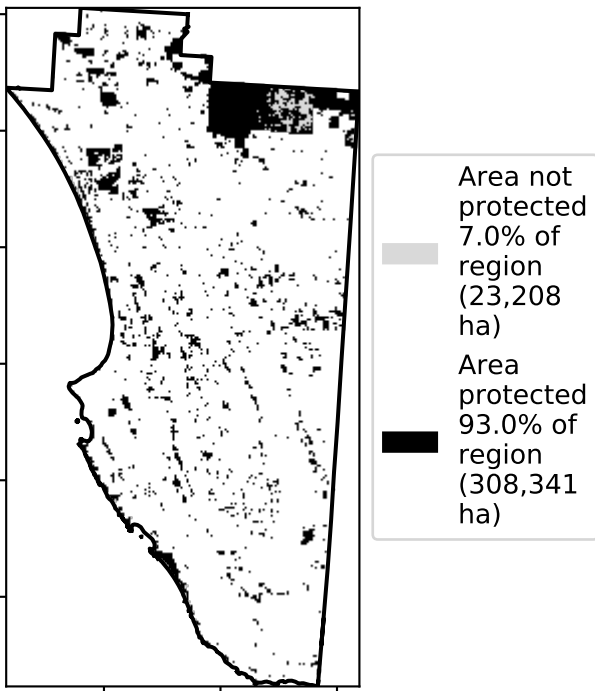 Area not
protected
7.0% of
region
(23,208
ha)
Area
protected
93.0% of
region
(308,341
ha)